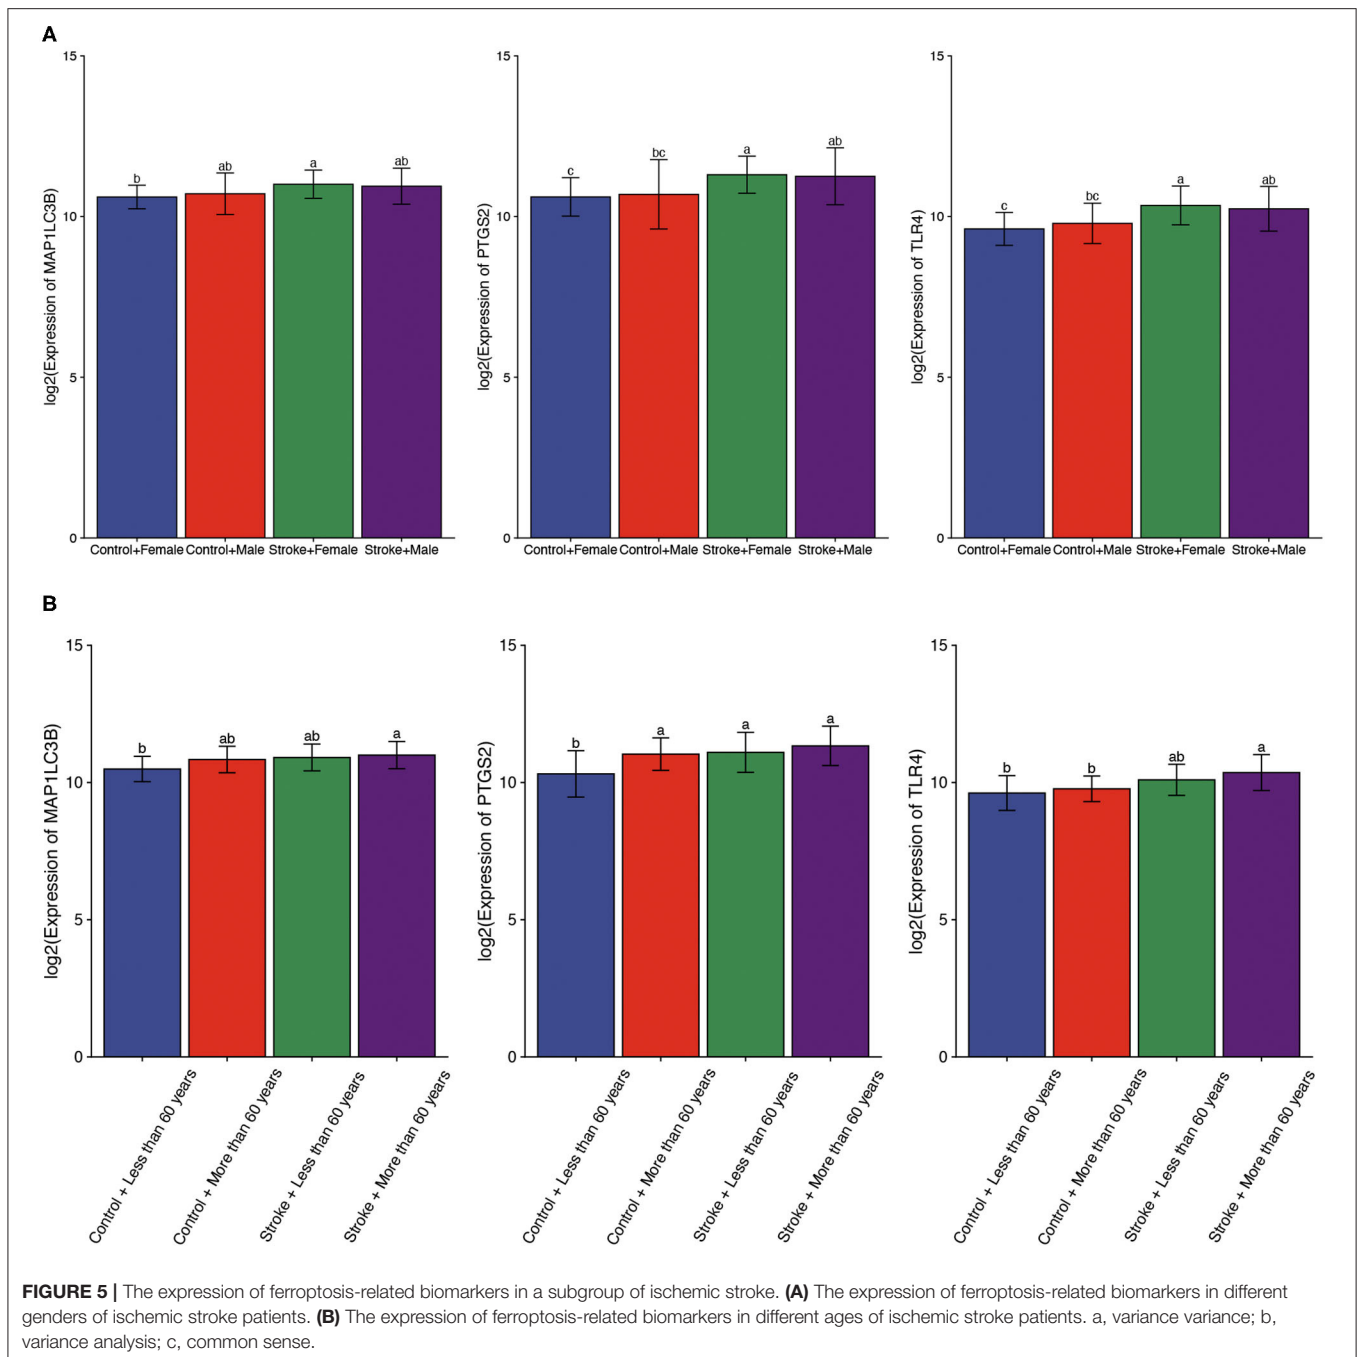 A
15
10
5
0
log2(Expression of MAP1LC3B)
b
ab
a
ab
Control+Female
Control+Male
Stroke+Female
Stroke+Male
15
10
5
0
log2(Expression of PTGS2)
c
bc
a
ab
Control+Female
Control+Male
Stroke+Female
Stroke+Male
15
10
5
0
log2(Expression of TLR4)
c
bc
a
ab
Control+Female
Control+Male
Stroke+Female
Stroke+Male
B
15
10
5
0
log2(Expression of MAP1LC3B)
b
ab
ab
a
Control + Less than 60 years
Control + More than 60 years
Stroke + Less than 60 years
Stroke + More than 60 years
15
10
5
0
log2(Expression of PTGS2)
b
a
a
a
Control + Less than 60 years
Control + More than 60 years
Stroke + Less than 60 years
Stroke + More than 60 years
15
10
5
0
log2(Expression of TLR4)
b
b
ab
a
Control + Less than 60 years
Control + More than 60 years
Stroke + Less than 60 years
Stroke + More than 60 years
FIGURE 5 | The expression of ferroptosis-related biomarkers in a subgroup of ischemic stroke. (A) The expression of ferroptosis-related biomarkers in different
genders of ischemic stroke patients. (B) The expression of ferroptosis-related biomarkers in different ages of ischemic stroke patients. a, variance variance; b,
variance analysis; c, common sense.